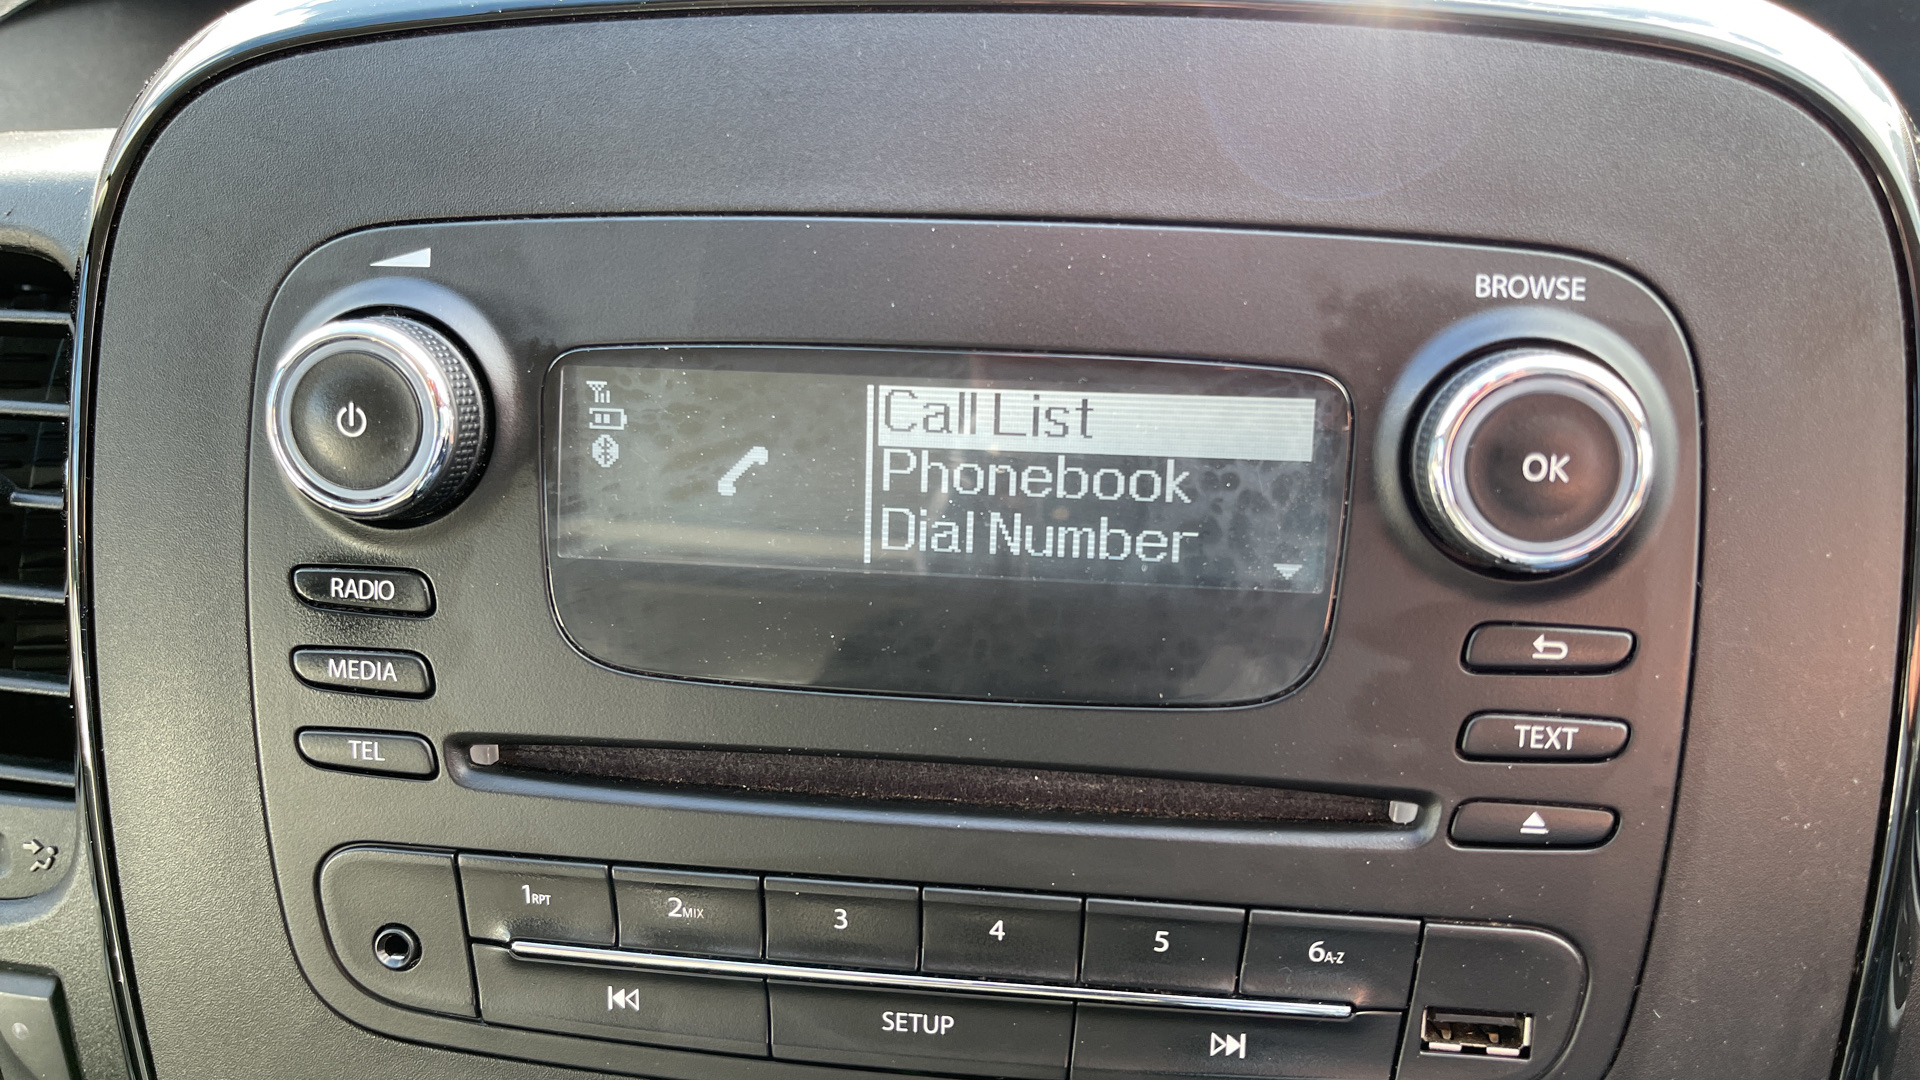 BROWSE
Call List
Phonebook
Dial Number
OK
RADIO
MEDIA
TEL
TEXT
1RPT
2MIX
3
4
5
6A-Z
SETUP